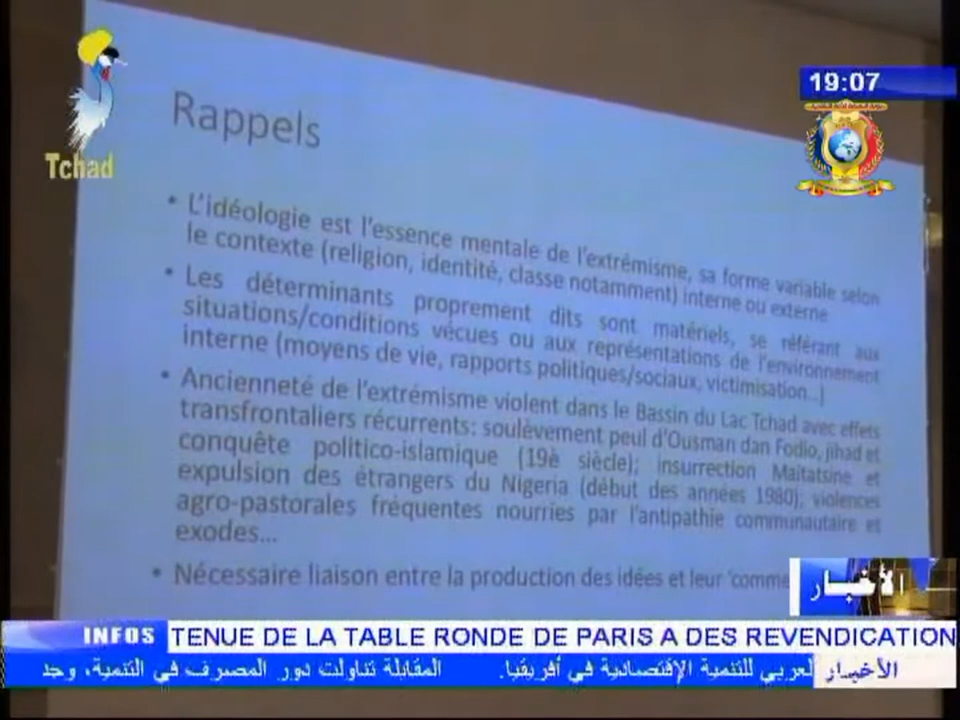 Tchad
19:07
Rappels
• L'idéologie est l'essence mentale de l'extrémisme, sa forme variable selon
le contexte (religion, identité, classe notamment) interne ou externe
• Les déterminants proprement dits sont matériels, se référant aux
situations/conditions vécues ou aux représentations de l'environnement
interne (moyens de vie, rapports politiques/sociaux, victimisation...)
• Ancienneté de l'extrémisme violent dans le Bassin du Lac Tchad avec effets
transfrontaliers récurrents: soulèvement peul d'Ousman dan Fodio, jihad et
conquête politico-islamique (19è siècle); insurrection Maitatsine et
expulsion des étrangers du Nigeria (début des années 1980); violences
agro-pastorales fréquentes nourries par l'antipathie communautaire et
exodes...
• Nécessaire liaison entre la production des idées et leur 'comme
الأخبار
INFOS TENUE DE LA TABLE RONDE DE PARIS A DES REVENDICATION
الأخبار لعربي للتنمية الإقتصادية في أفريقيا. المقابلة تناولت دور المصرف في التنمية، وحد